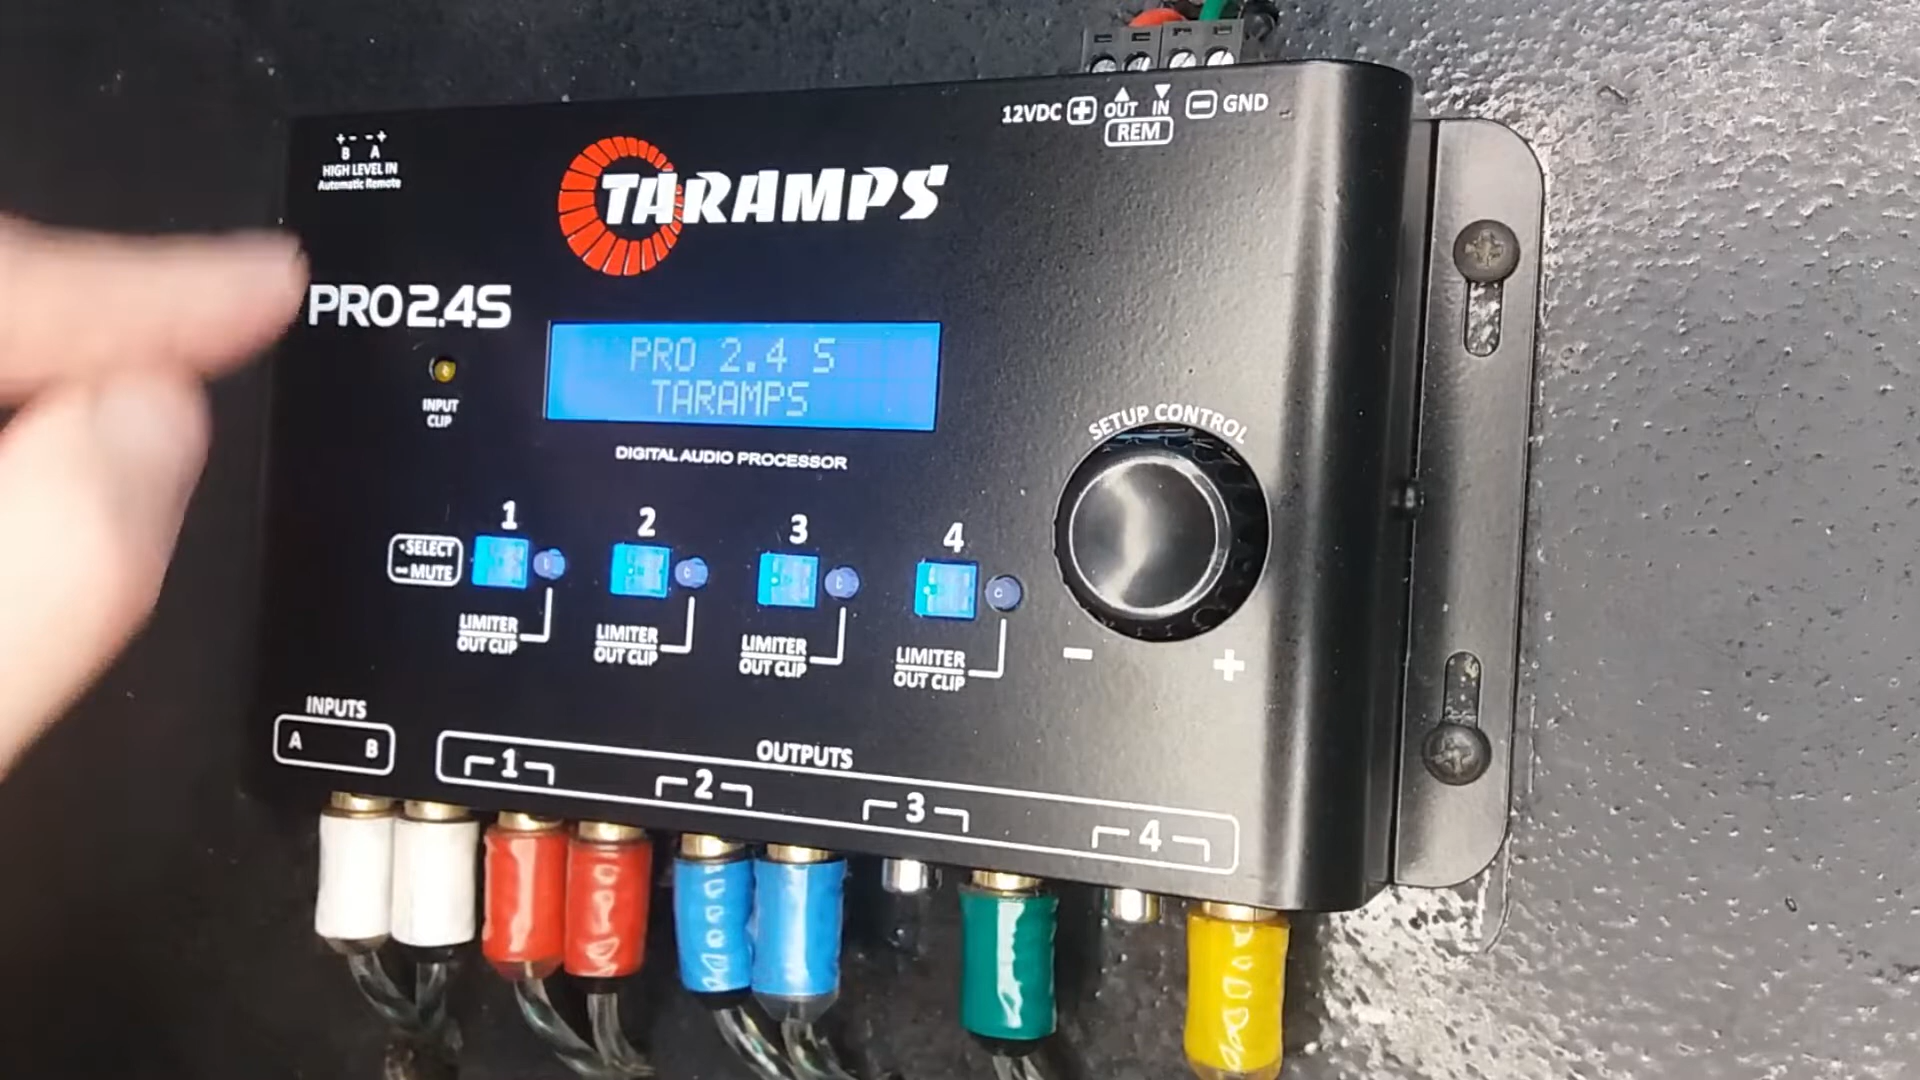 12VDC + OUT IN - GND
REM
+ - - +
B A
HIGH LEVEL IN
Automatic Remote
TARAMPS
PRO 2.4S
PRO 2.4 S
TARAMPS
INPUT
CLIP
DIGITAL AUDIO PROCESSOR
SETUP CONTROL
- +
1 2 3 4
SELECT
MUTE
LIMITER
OUT CLIP
LIMITER
OUT CLIP
LIMITER
OUT CLIP
LIMITER
OUT CLIP
INPUTS
A B
OUTPUTS
1 2 3 4